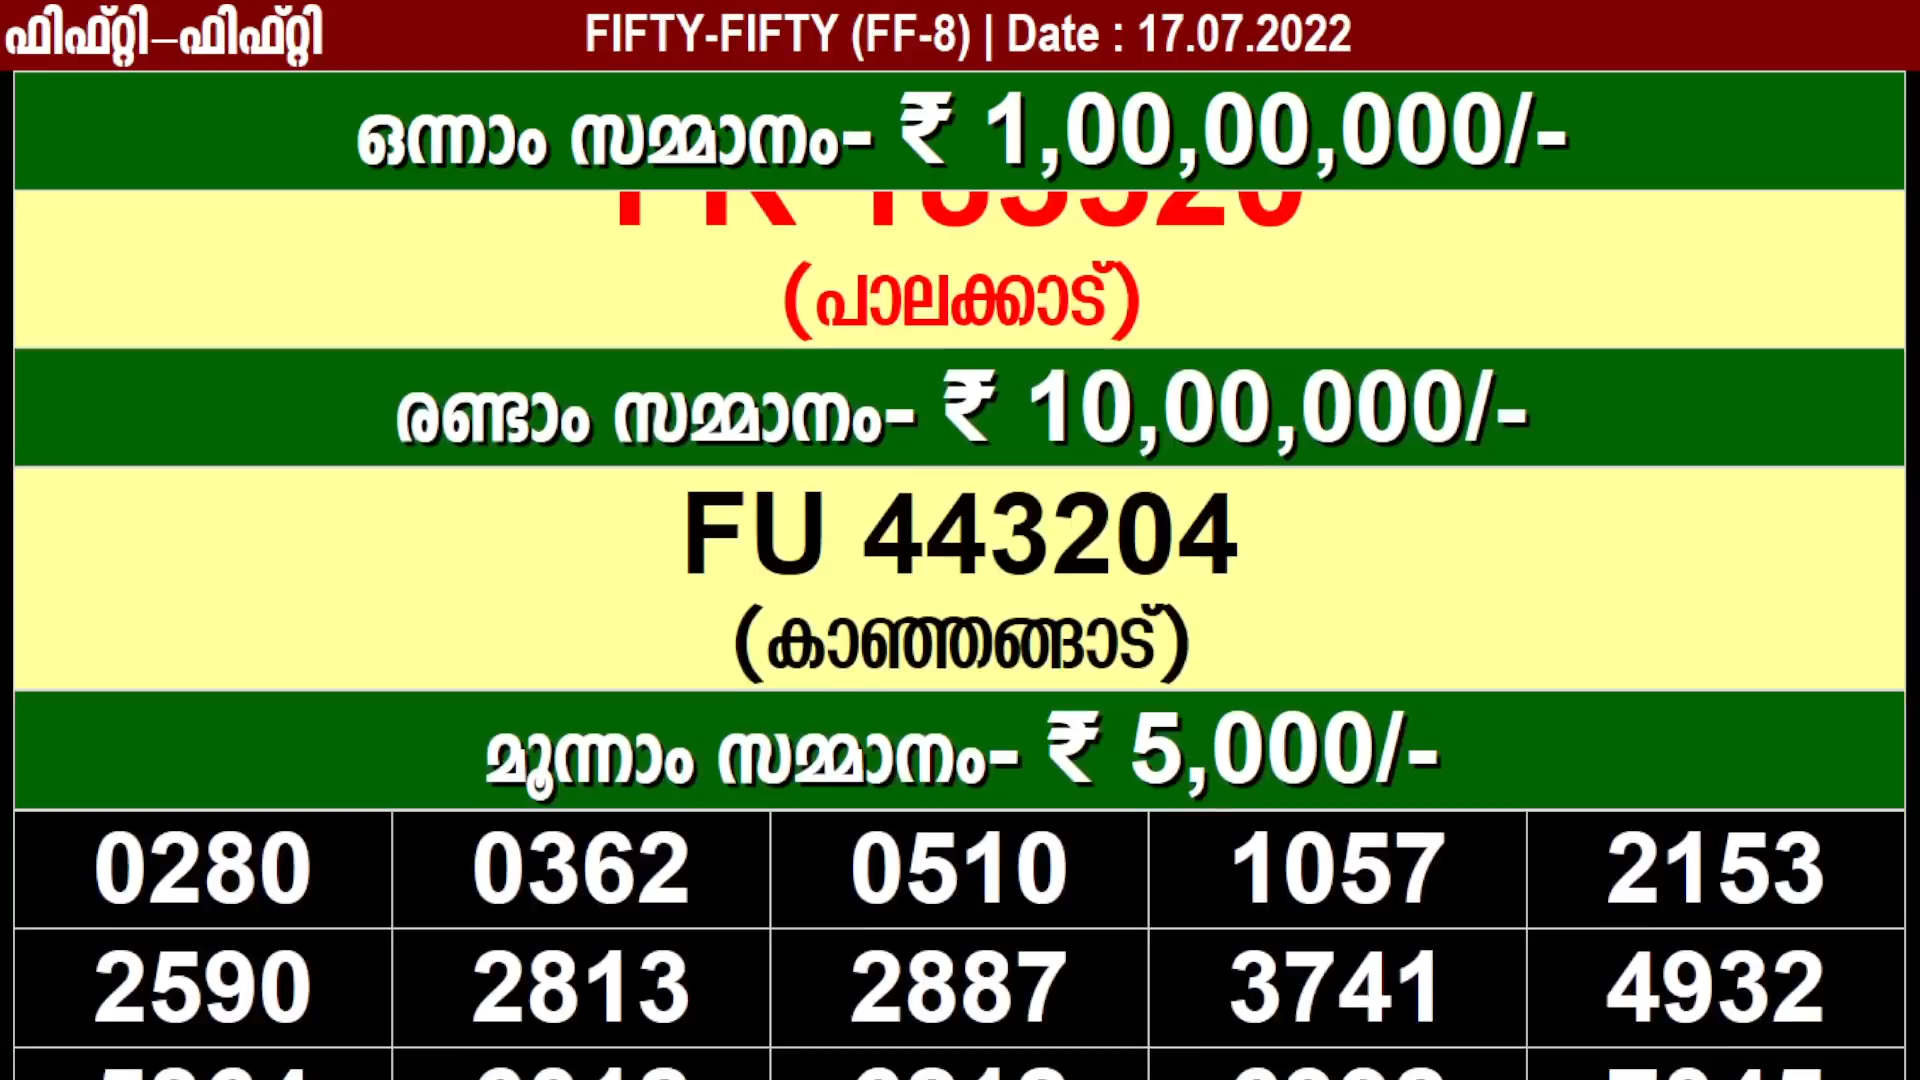 ഫിഫ്റ്റി-ഫിഫ്റ്റി FIFTY-FIFTY (FF-8) | Date : 17.07.2022
ഒന്നാം സമ്മാനം- ₹ 1,00,00,000/-
(പാലക്കാട്)
രണ്ടാം സമ്മാനം- ₹ 10,00,000/-
FU 443204
(കാഞ്ഞങ്ങാട്)
മൂന്നാം സമ്മാനം- ₹ 5,000/-
0280 0362 0510 1057 2153
2590 2813 2887 3741 4932